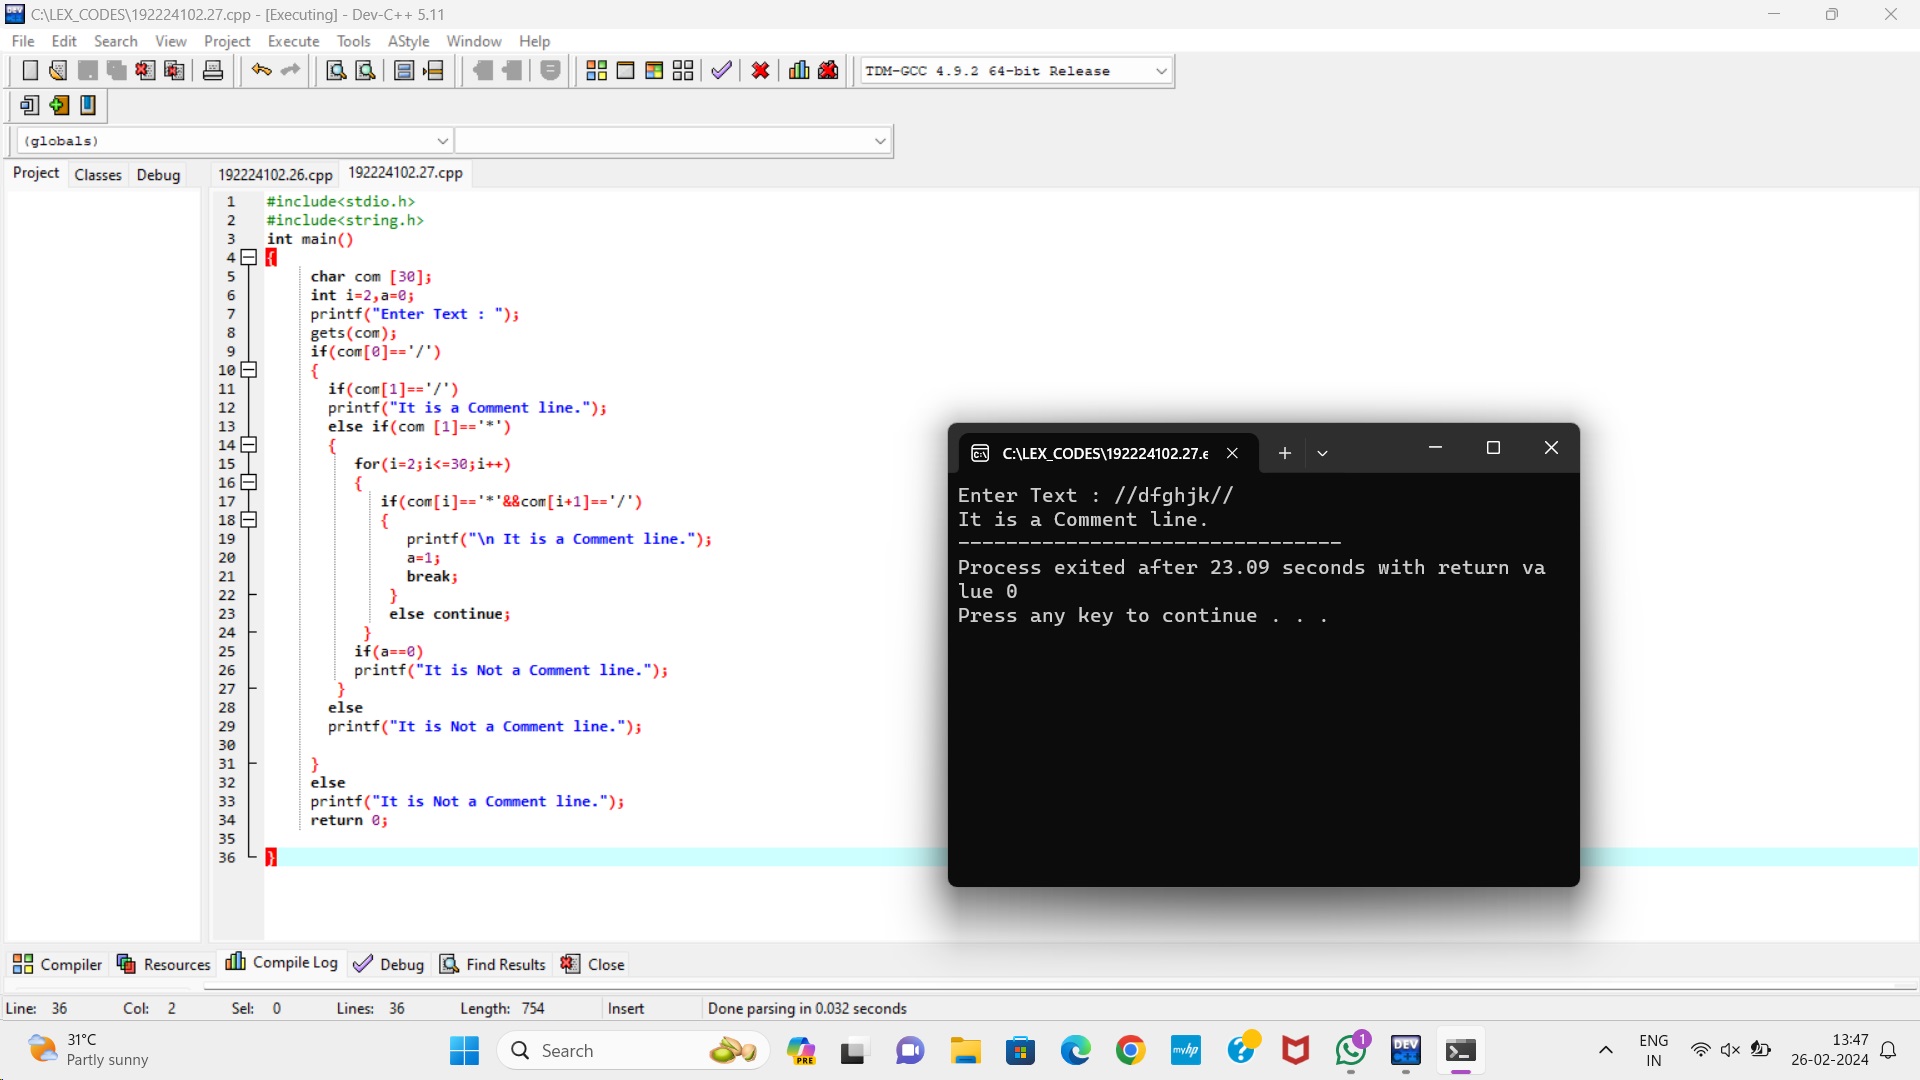 C:\LEX_CODES\192224102.27.cpp - [Executing] - Dev-C++ 5.11
File Edit Search View Project Execute Tools AStyle Window Help
TDM-GCC 4.9.2 64-bit Release
(globals)
Project Classes Debug 192224102.26.cpp 192224102.27.cpp
1 #include<stdio.h>
2 #include<string.h>
3 int main()
4 {
5 char com [30];
6 int i=2,a=0;
7 printf("Enter Text : ");
8 gets(com);
9 if(com[0]=='/')
10 {
11 if(com[1]=='/')
12 printf("It is a Comment line.");
13 else if(com [1]=='*')
14 {
15 for(i=2;i<=30;i++)
16 {
17 if(com[i]=='*'&&com[i+1]=='/')
18 {
19 printf("\n It is a Comment line.");
20 a=1;
21 break;
22 }
23 else continue;
24 }
25 if(a==0)
26 printf("It is Not a Comment line.");
27 }
28 else
29 printf("It is Not a Comment line.");
30
31 }
32 else
33 printf("It is Not a Comment line.");
34 return 0;
35
36 }
C:\LEX_CODES\192224102.27.e
Enter Text : //dfghjk//
It is a Comment line.
--------------------------------
Process exited after 23.09 seconds with return va
lue 0
Press any key to continue . . .
Compiler Resources Compile Log Debug Find Results Close
Line: 36 Col: 2 Sel: 0 Lines: 36 Length: 754 Insert Done parsing in 0.032 seconds
31°C
Partly sunny
Search
PRE
myhp
1
DEV
ENG
IN
13:47
26-02-2024